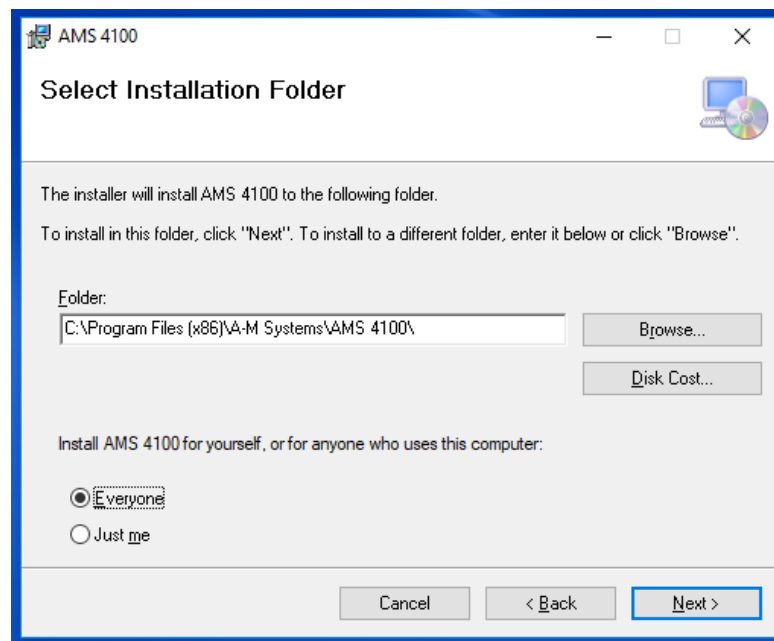 AMS 4100
Select Installation Folder
The installer will install AMS 4100 to the following folder.
To install in this folder, click "Next". To install to a different folder, enter it below or click "Browse".
Folder:
C:\Program Files (x86)\A-M Systems\AMS 4100\
Browse...
Disk Cost...
Install AMS 4100 for yourself, or for anyone who uses this computer:
Everyone
Just me
Cancel
< Back
Next >